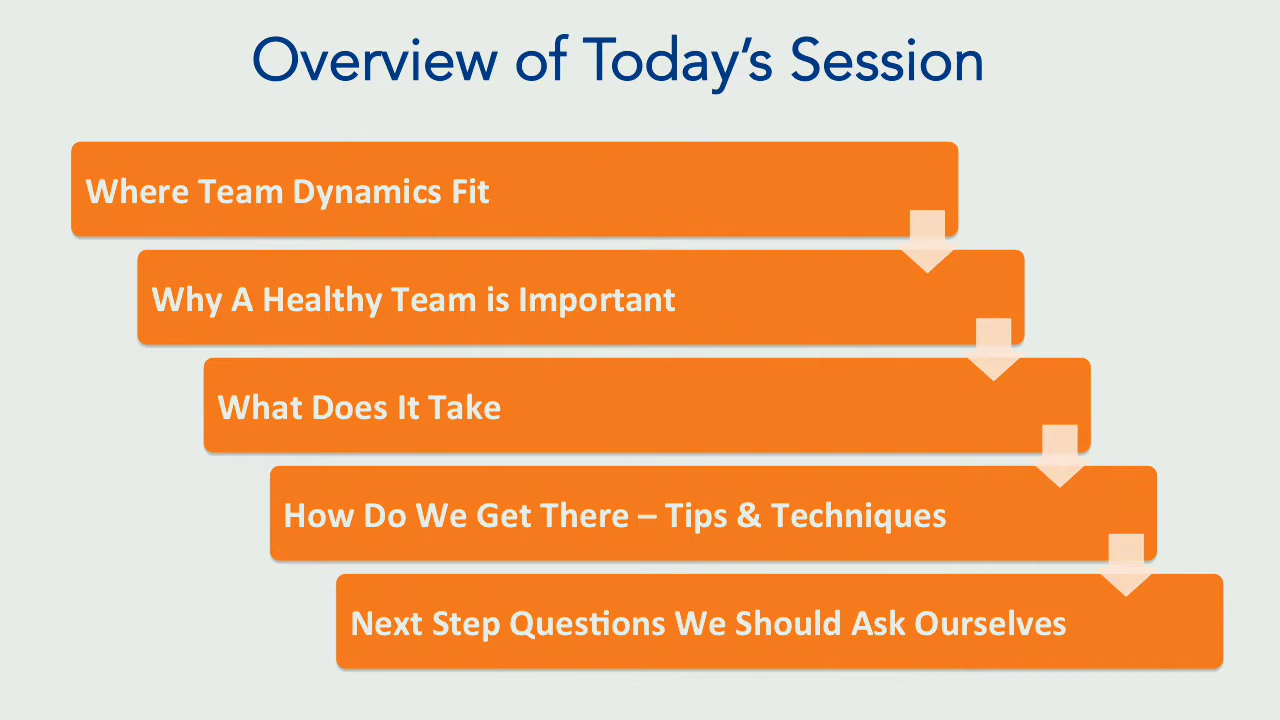 Overview of Today’s Session
Where Team Dynamics Fit
Why A Healthy Team is Important
What Does It Take
How Do We Get There – Tips & Techniques
Next Step Questions We Should Ask Ourselves